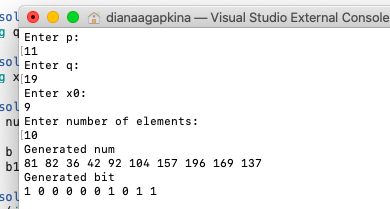 dianaagapkina — Visual Studio External Console
Enter p:
11
Enter q:
19
Enter x0:
9
Enter number of elements:
10
Generated num
81 82 36 42 92 104 157 196 169 137
Generated bit
1 0 0 0 0 0 1 0 1 1